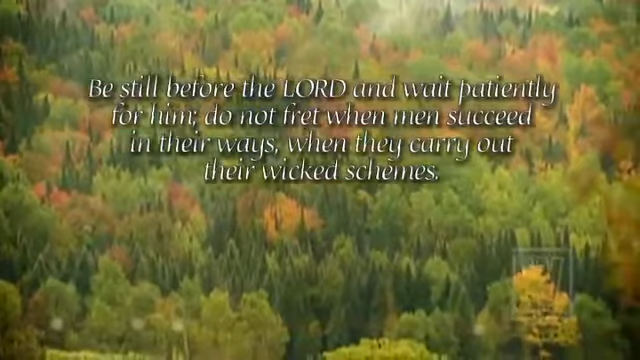 Be still before the LORD and wait patiently
for him; do not fret when men succeed
in their ways, when they carry out
their wicked schemes.